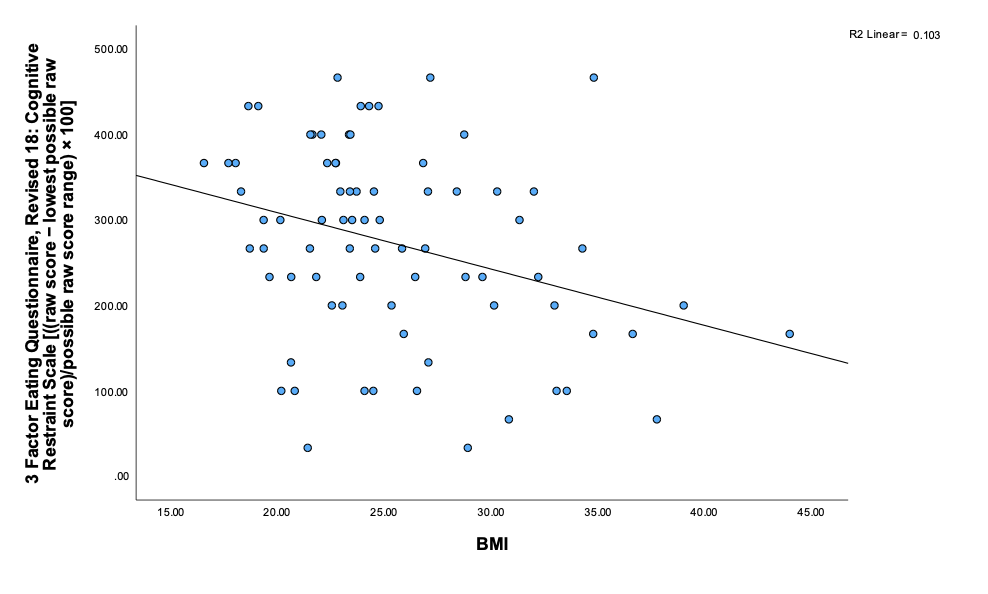 R2 Linear = 0.103
3 Factor Eating Questionnaire, Revised 18: Cognitive
Restraint Scale [((raw score – lowest possible raw
score)/possible raw score range) × 100]
500.00
400.00
300.00
200.00
100.00
.00
15.00 20.00 25.00 30.00 35.00 40.00 45.00
BMI